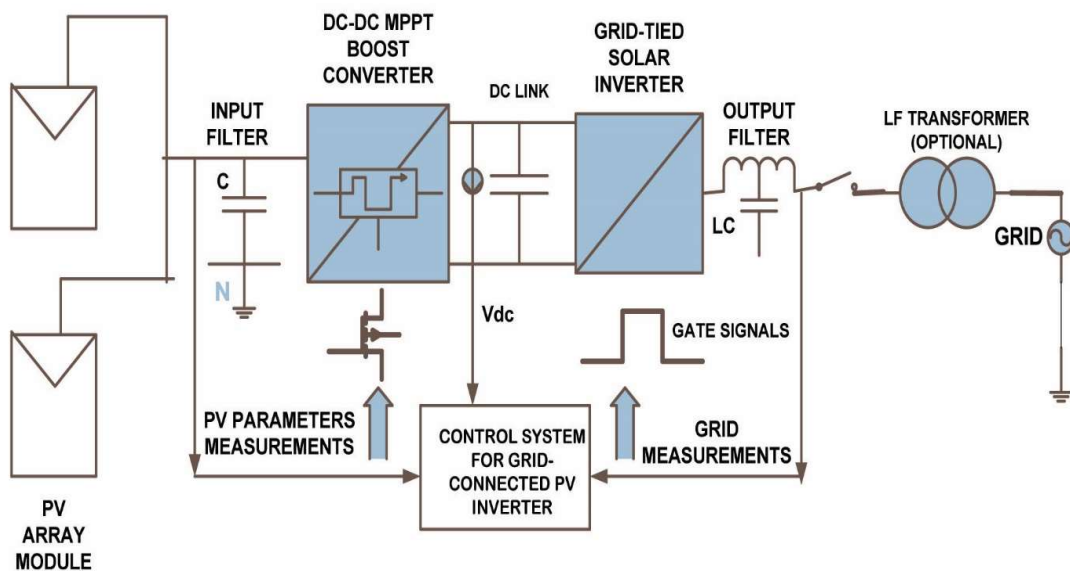 DC-DC MPPT
BOOST
CONVERTER
GRID-TIED
SOLAR
INVERTER
DC LINK
INPUT
FILTER
OUTPUT
FILTER
LF TRANSFORMER
(OPTIONAL)
C
LC
GRID
N
Vdc
GATE SIGNALS
PV PARAMETERS
MEASUREMENTS
CONTROL SYSTEM
FOR GRID-
CONNECTED PV
INVERTER
GRID
MEASUREMENTS
PV
ARRAY
MODULE